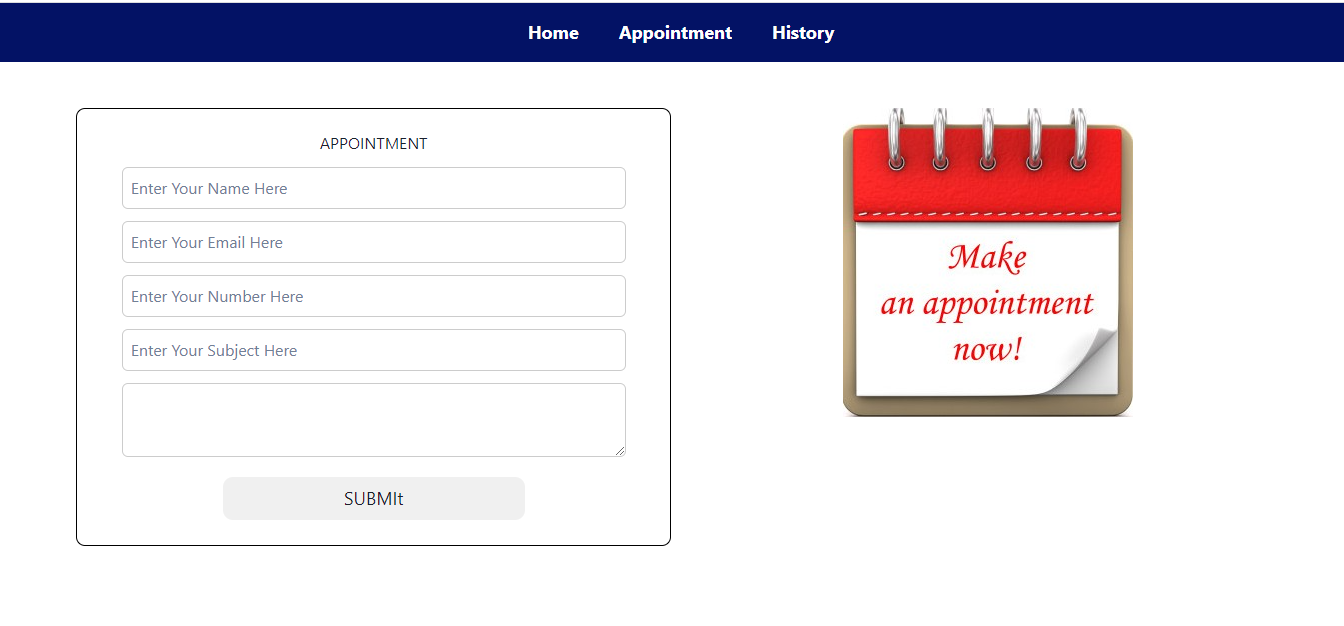 Home Appointment History
APPOINTMENT
Enter Your Name Here
Enter Your Email Here
Enter Your Number Here
Enter Your Subject Here
SUBMIt
Make
an appointment
now!